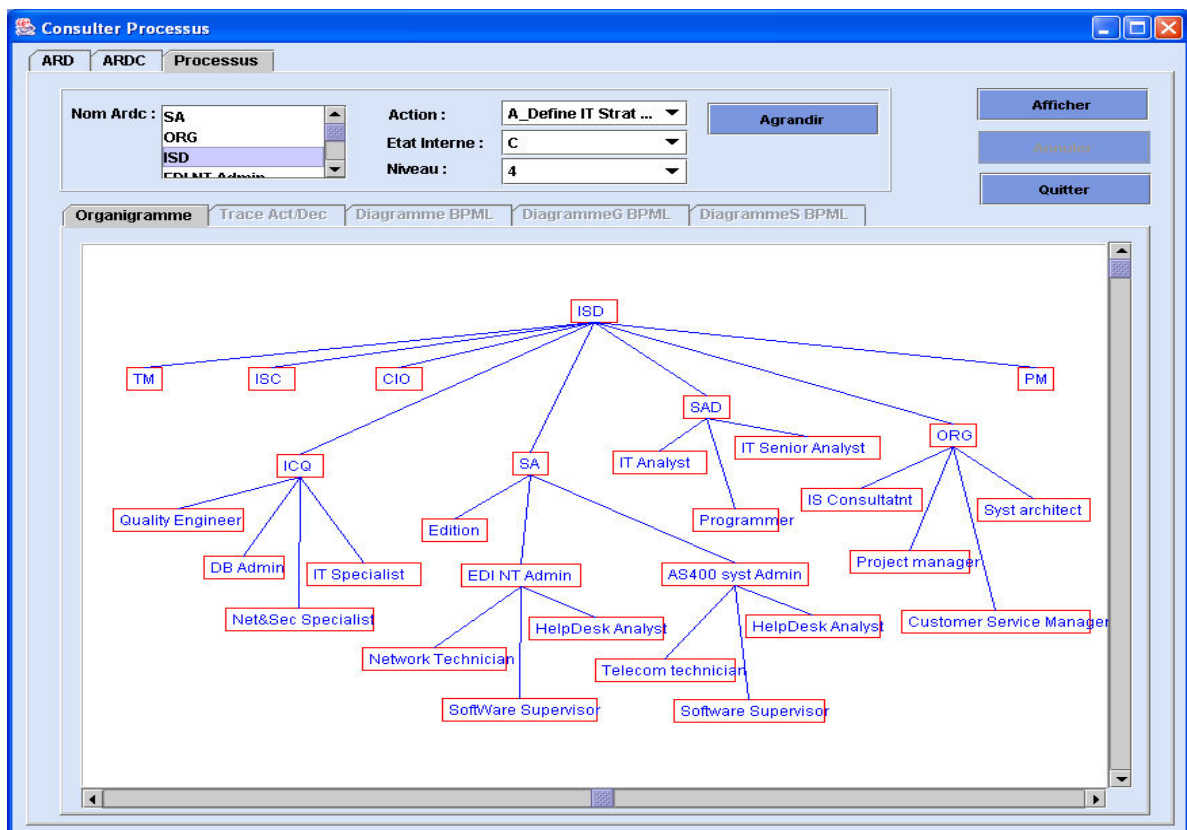 Consulter Processus
ARD ARDC Processus
Nom Ardc : SA Action : A_Define IT Strat ... Agrandir Afficher
ORG Etat Interne : C
ISD Niveau : 4 Quitter
EDI NT Admin
Organigramme Trace Act/Dec Diagramme BPML DiagrammeG BPML DiagrammeS BPML
ISD
TM ISC CIO PM
SAD
ORG
ICQ SA IT Analyst IT Senior Analyst
IS Consultatnt
Quality Engineer Edition Programmer Syst architect
DB Admin IT Specialist EDI NT Admin AS400 syst Admin Project manager
Net&Sec Specialist HelpDesk Analyst HelpDesk Analyst Customer Service Manager
Network Technician Telecom technician
SoftWare Supervisor Software Supervisor